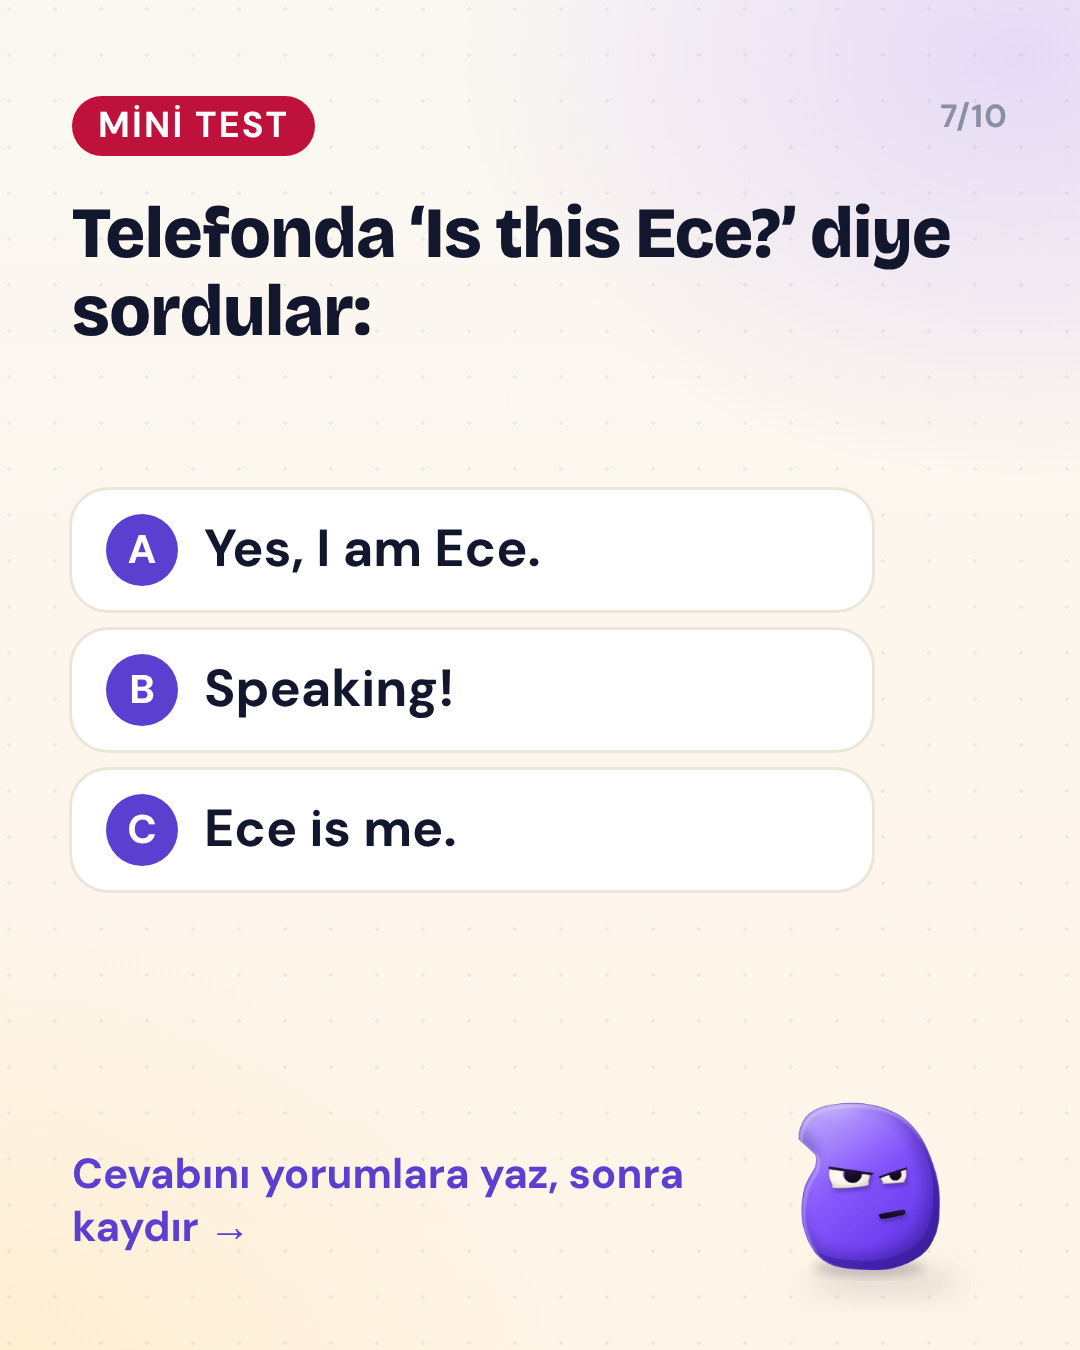 MİNİ TEST
7/10
Telefonda ‘Is this Ece?’ diye
sordular:
A Yes, I am Ece.
B Speaking!
C Ece is me.
Cevabını yorumlara yaz, sonra
kaydır →